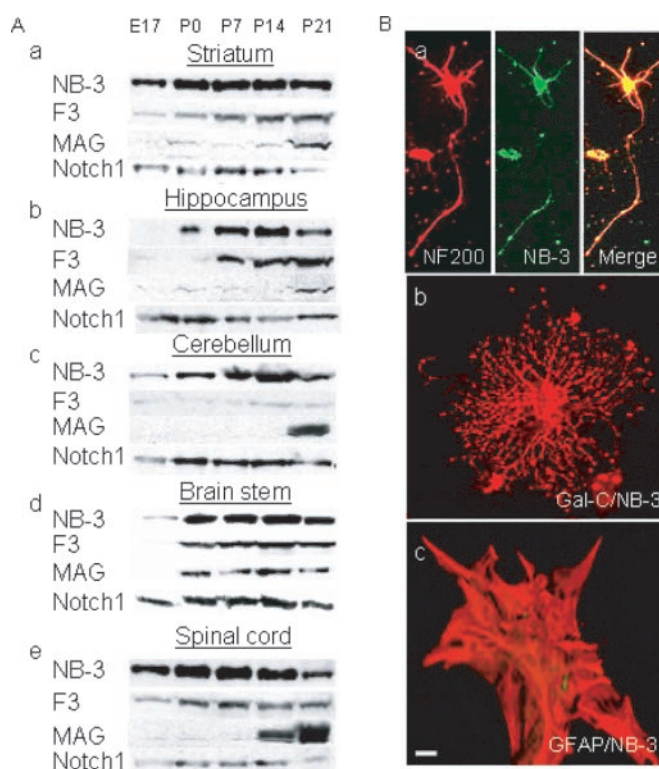 A
E17 P0 P7 P14 P21
a
Striatum
NB-3
F3
MAG
Notch1
b
Hippocampus
NB-3
F3
MAG
Notch1
c
Cerebellum
NB-3
F3
MAG
Notch1
d
Brain stem
NB-3
F3
MAG
Notch1
e
Spinal cord
NB-3
F3
MAG
Notch1
B
a
NF200 NB-3 Merge
b
Gal-C/NB-3
c
GFAP/NB-3